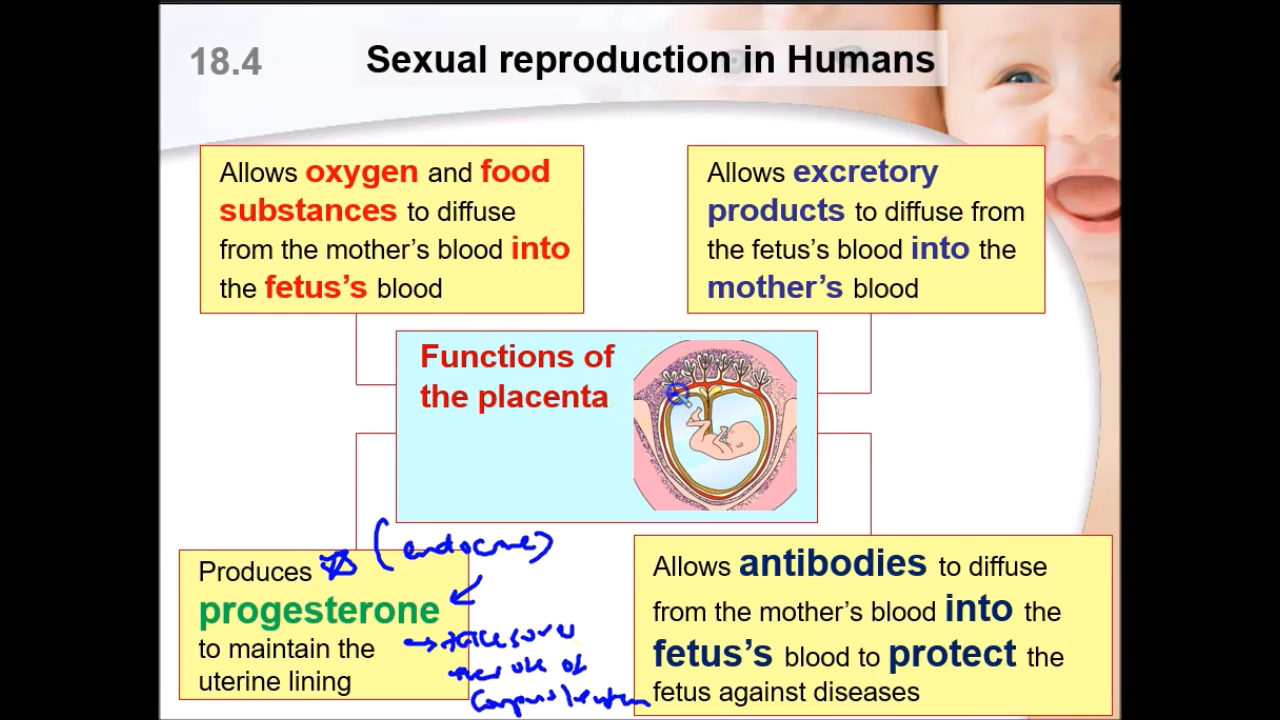 18.4
Sexual reproduction in Humans
Allows oxygen and food
substances to diffuse
from the mother's blood into
the fetus's blood
Allows excretory
products to diffuse from
the fetus's blood into the
mother's blood
Functions of
the placenta
Produces
progesterone
to maintain the
uterine lining
(endocrine)
role of
corpus luteum
Allows antibodies to diffuse
from the mother's blood into the
fetus's blood to protect the
fetus against diseases